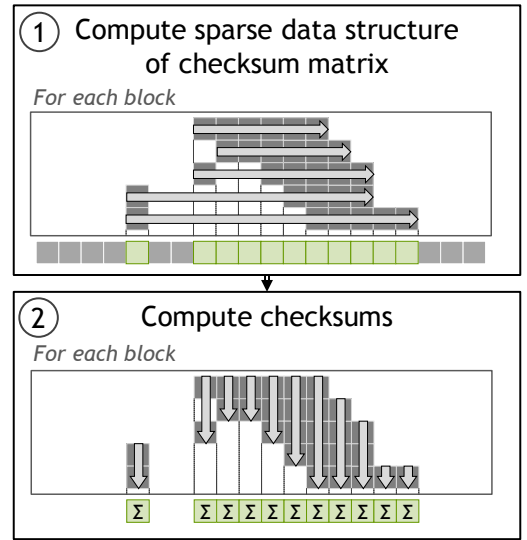 1 Compute sparse data structure
of checksum matrix
For each block
2 Compute checksums
For each block
Σ Σ Σ Σ Σ Σ Σ Σ Σ Σ Σ